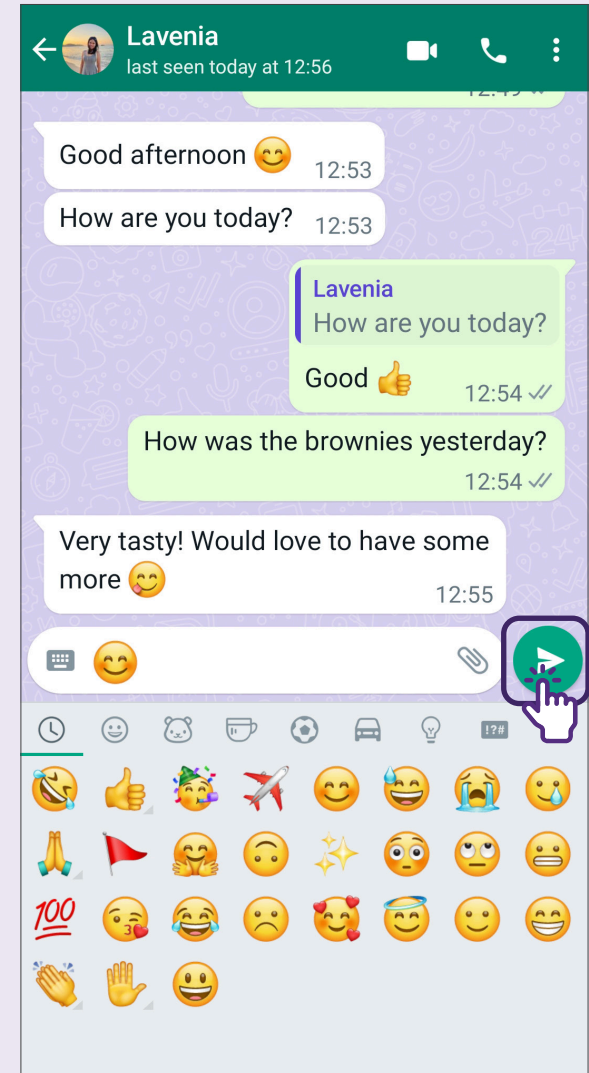 Lavenia
last seen today at 12:56
Good afternoon 😊 12:53
How are you today? 12:53
Lavenia
How are you today?
Good 👍 12:54
How was the brownies yesterday?
12:54
Very tasty! Would love to have some
more 😋 12:55
😊
!?#
100